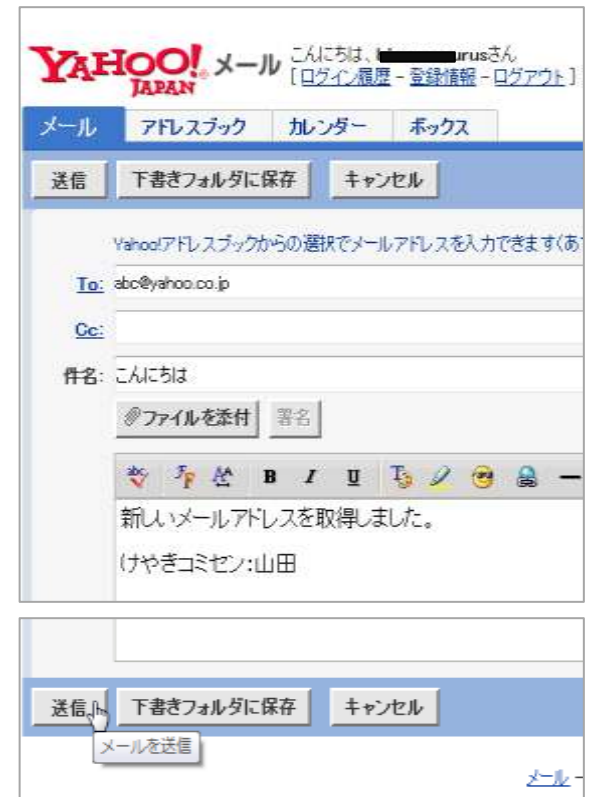 YAHOO! JAPAN メール
こんにちは、 urusさん
[ログイン履歴 - 登録情報 - ログアウト]
メール アドレスブック カレンダー ボックス
送信 下書きフォルダに保存 キャンセル
Yahoo!アドレスブックからの選択でメールアドレスを入力できます(あ
To: abc@yahoo.co.jp
Cc:
件名: こんにちは
ファイルを添付 署名
B I U
新しいメールアドレスを取得しました。
けやきコミセン:山田
送信 下書きフォルダに保存 キャンセル
メールを送信
メール -